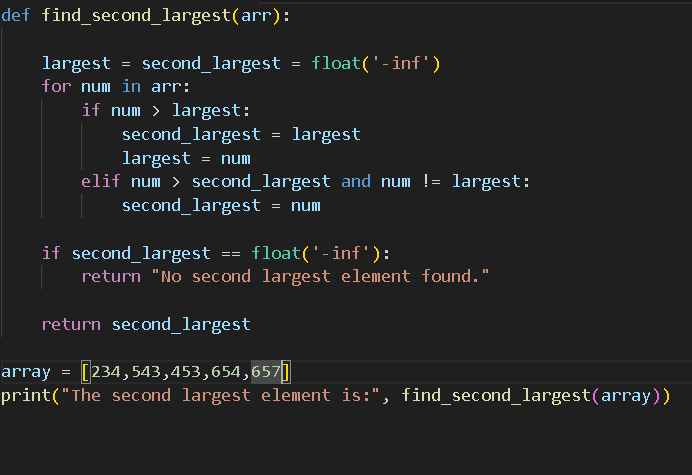 def find_second_largest(arr):
    largest = second_largest = float('-inf')
    for num in arr:
        if num > largest:
            second_largest = largest
            largest = num
        elif num > second_largest and num != largest:
            second_largest = num
    if second_largest == float('-inf'):
        return "No second largest element found."
    return second_largest
array = [234,543,453,654,657]
print("The second largest element is:", find_second_largest(array))